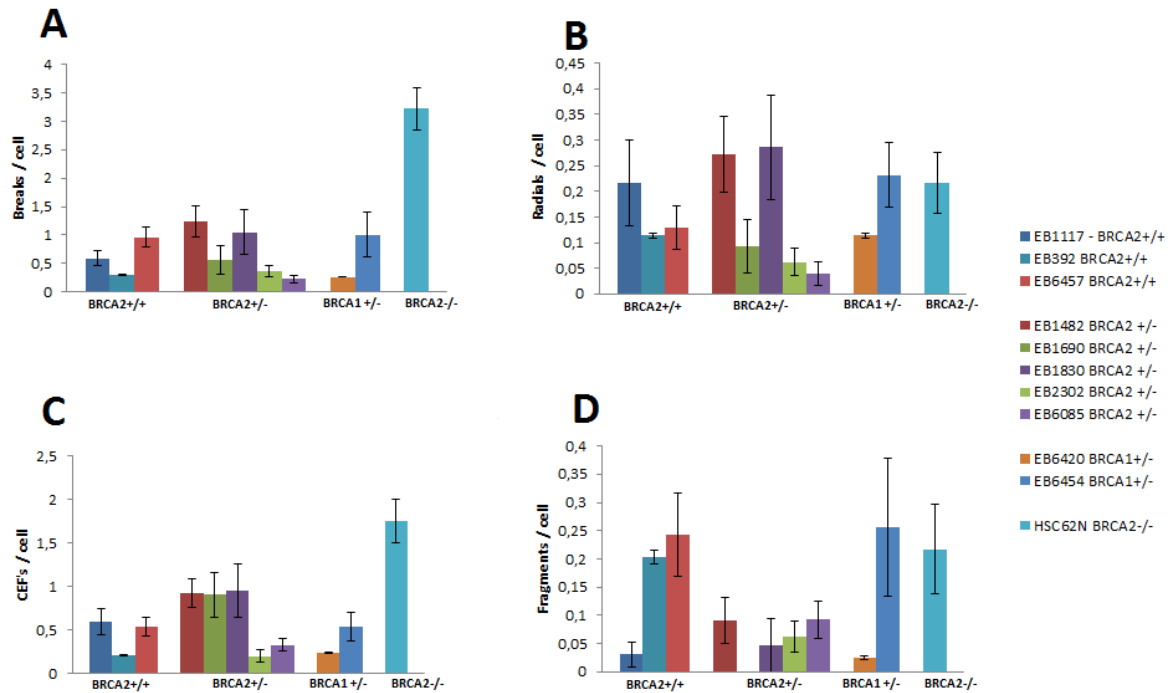 A
Breaks / cell
4
3,5
3
2,5
2
1,5
1
0,5
0
BRCA2+/+ BRCA2+/- BRCA1 +/- BRCA2-/-
B
Radials / cell
0,45
0,4
0,35
0,3
0,25
0,2
0,15
0,1
0,05
0
BRCA2+/+ BRCA2+/- BRCA1 +/- BRCA2-/-
C
CEF's / cell
2,5
2
1,5
1
0,5
0
BRCA2+/+ BRCA2+/- BRCA1 +/- BRCA2-/-
D
Fragments / cell
0,4
0,35
0,3
0,25
0,2
0,15
0,1
0,05
0
BRCA2+/+ BRCA2+/- BRCA1 +/- BRCA2-/-
EB1117 - BRCA2+/+
EB392 BRCA2+/+
EB6457 BRCA2+/+
EB1482 BRCA2 +/-
EB1690 BRCA2 +/-
EB1830 BRCA2 +/-
EB2302 BRCA2 +/-
EB6085 BRCA2 +/-
EB6420 BRCA1+/-
EB6454 BRCA1+/-
HSC62N BRCA2-/-